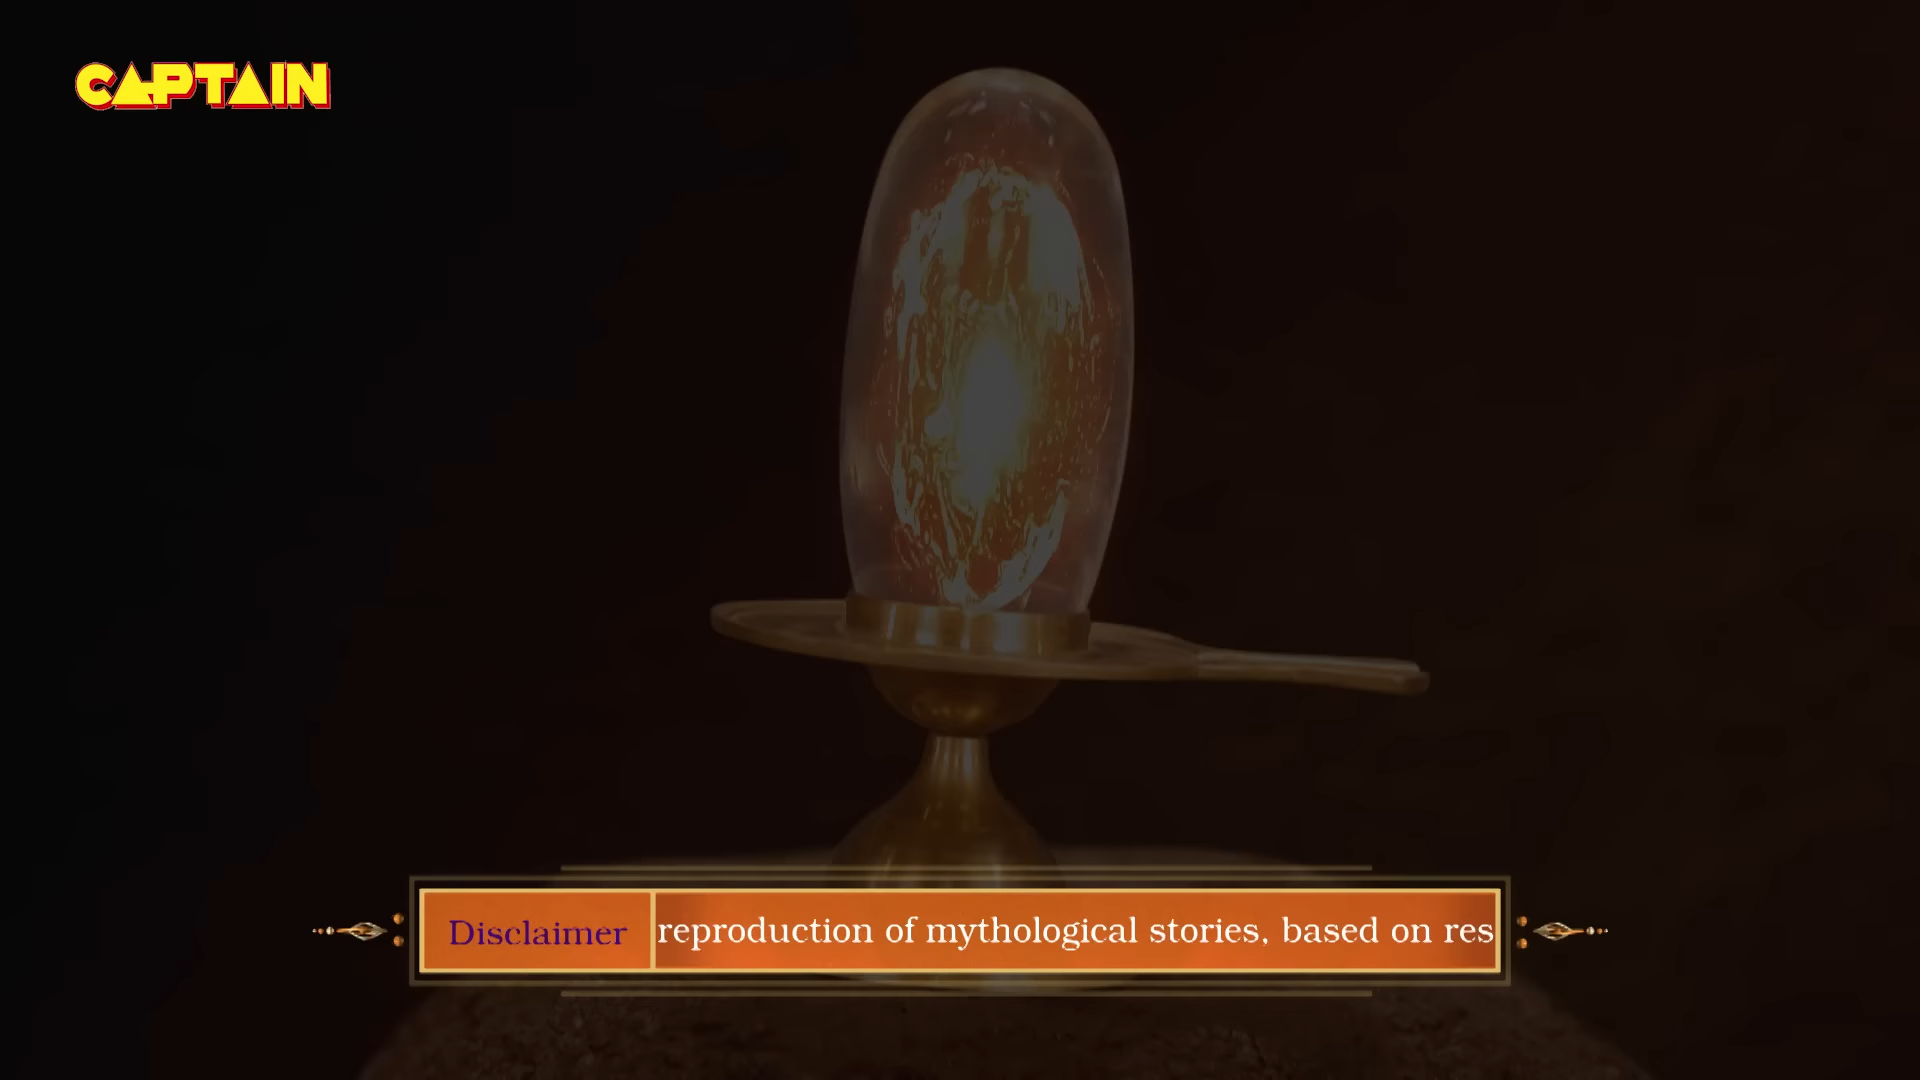 CAPTAIN
Disclaimer
reproduction of mythological stories, based on res